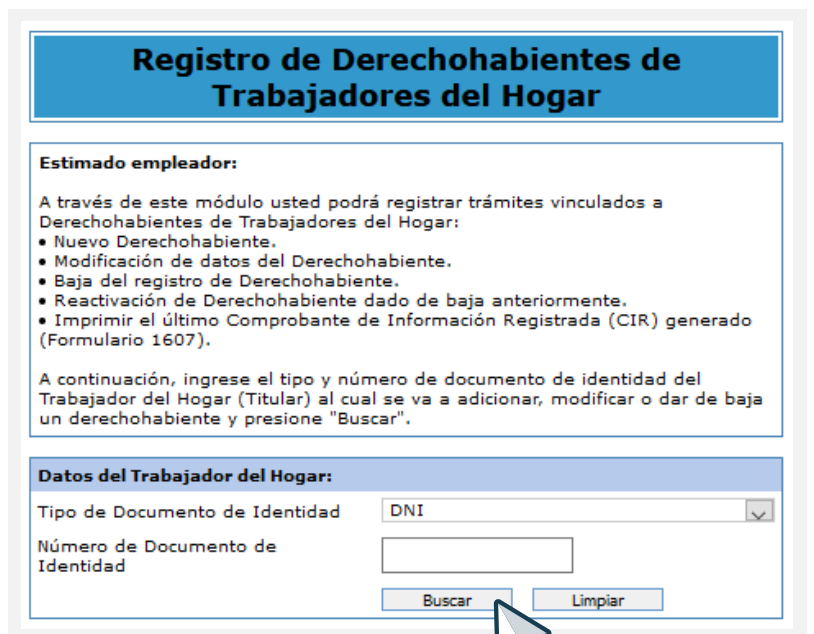 Registro de Derechohabientes de
Trabajadores del Hogar
Estimado empleador:
A través de este módulo usted podrá registrar trámites vinculados a
Derechohabientes de Trabajadores del Hogar:
• Nuevo Derechohabiente.
• Modificación de datos del Derechohabiente.
• Baja del registro de Derechohabiente.
• Reactivación de Derechohabiente dado de baja anteriormente.
• Imprimir el último Comprobante de Información Registrada (CIR) generado
(Formulario 1607).
A continuación, ingrese el tipo y número de documento de identidad del
Trabajador del Hogar (Titular) al cual se va a adicionar, modificar o dar de baja
un derechohabiente y presione "Buscar".
Datos del Trabajador del Hogar:
Tipo de Documento de Identidad DNI
Número de Documento de
Identidad
Buscar Limpiar